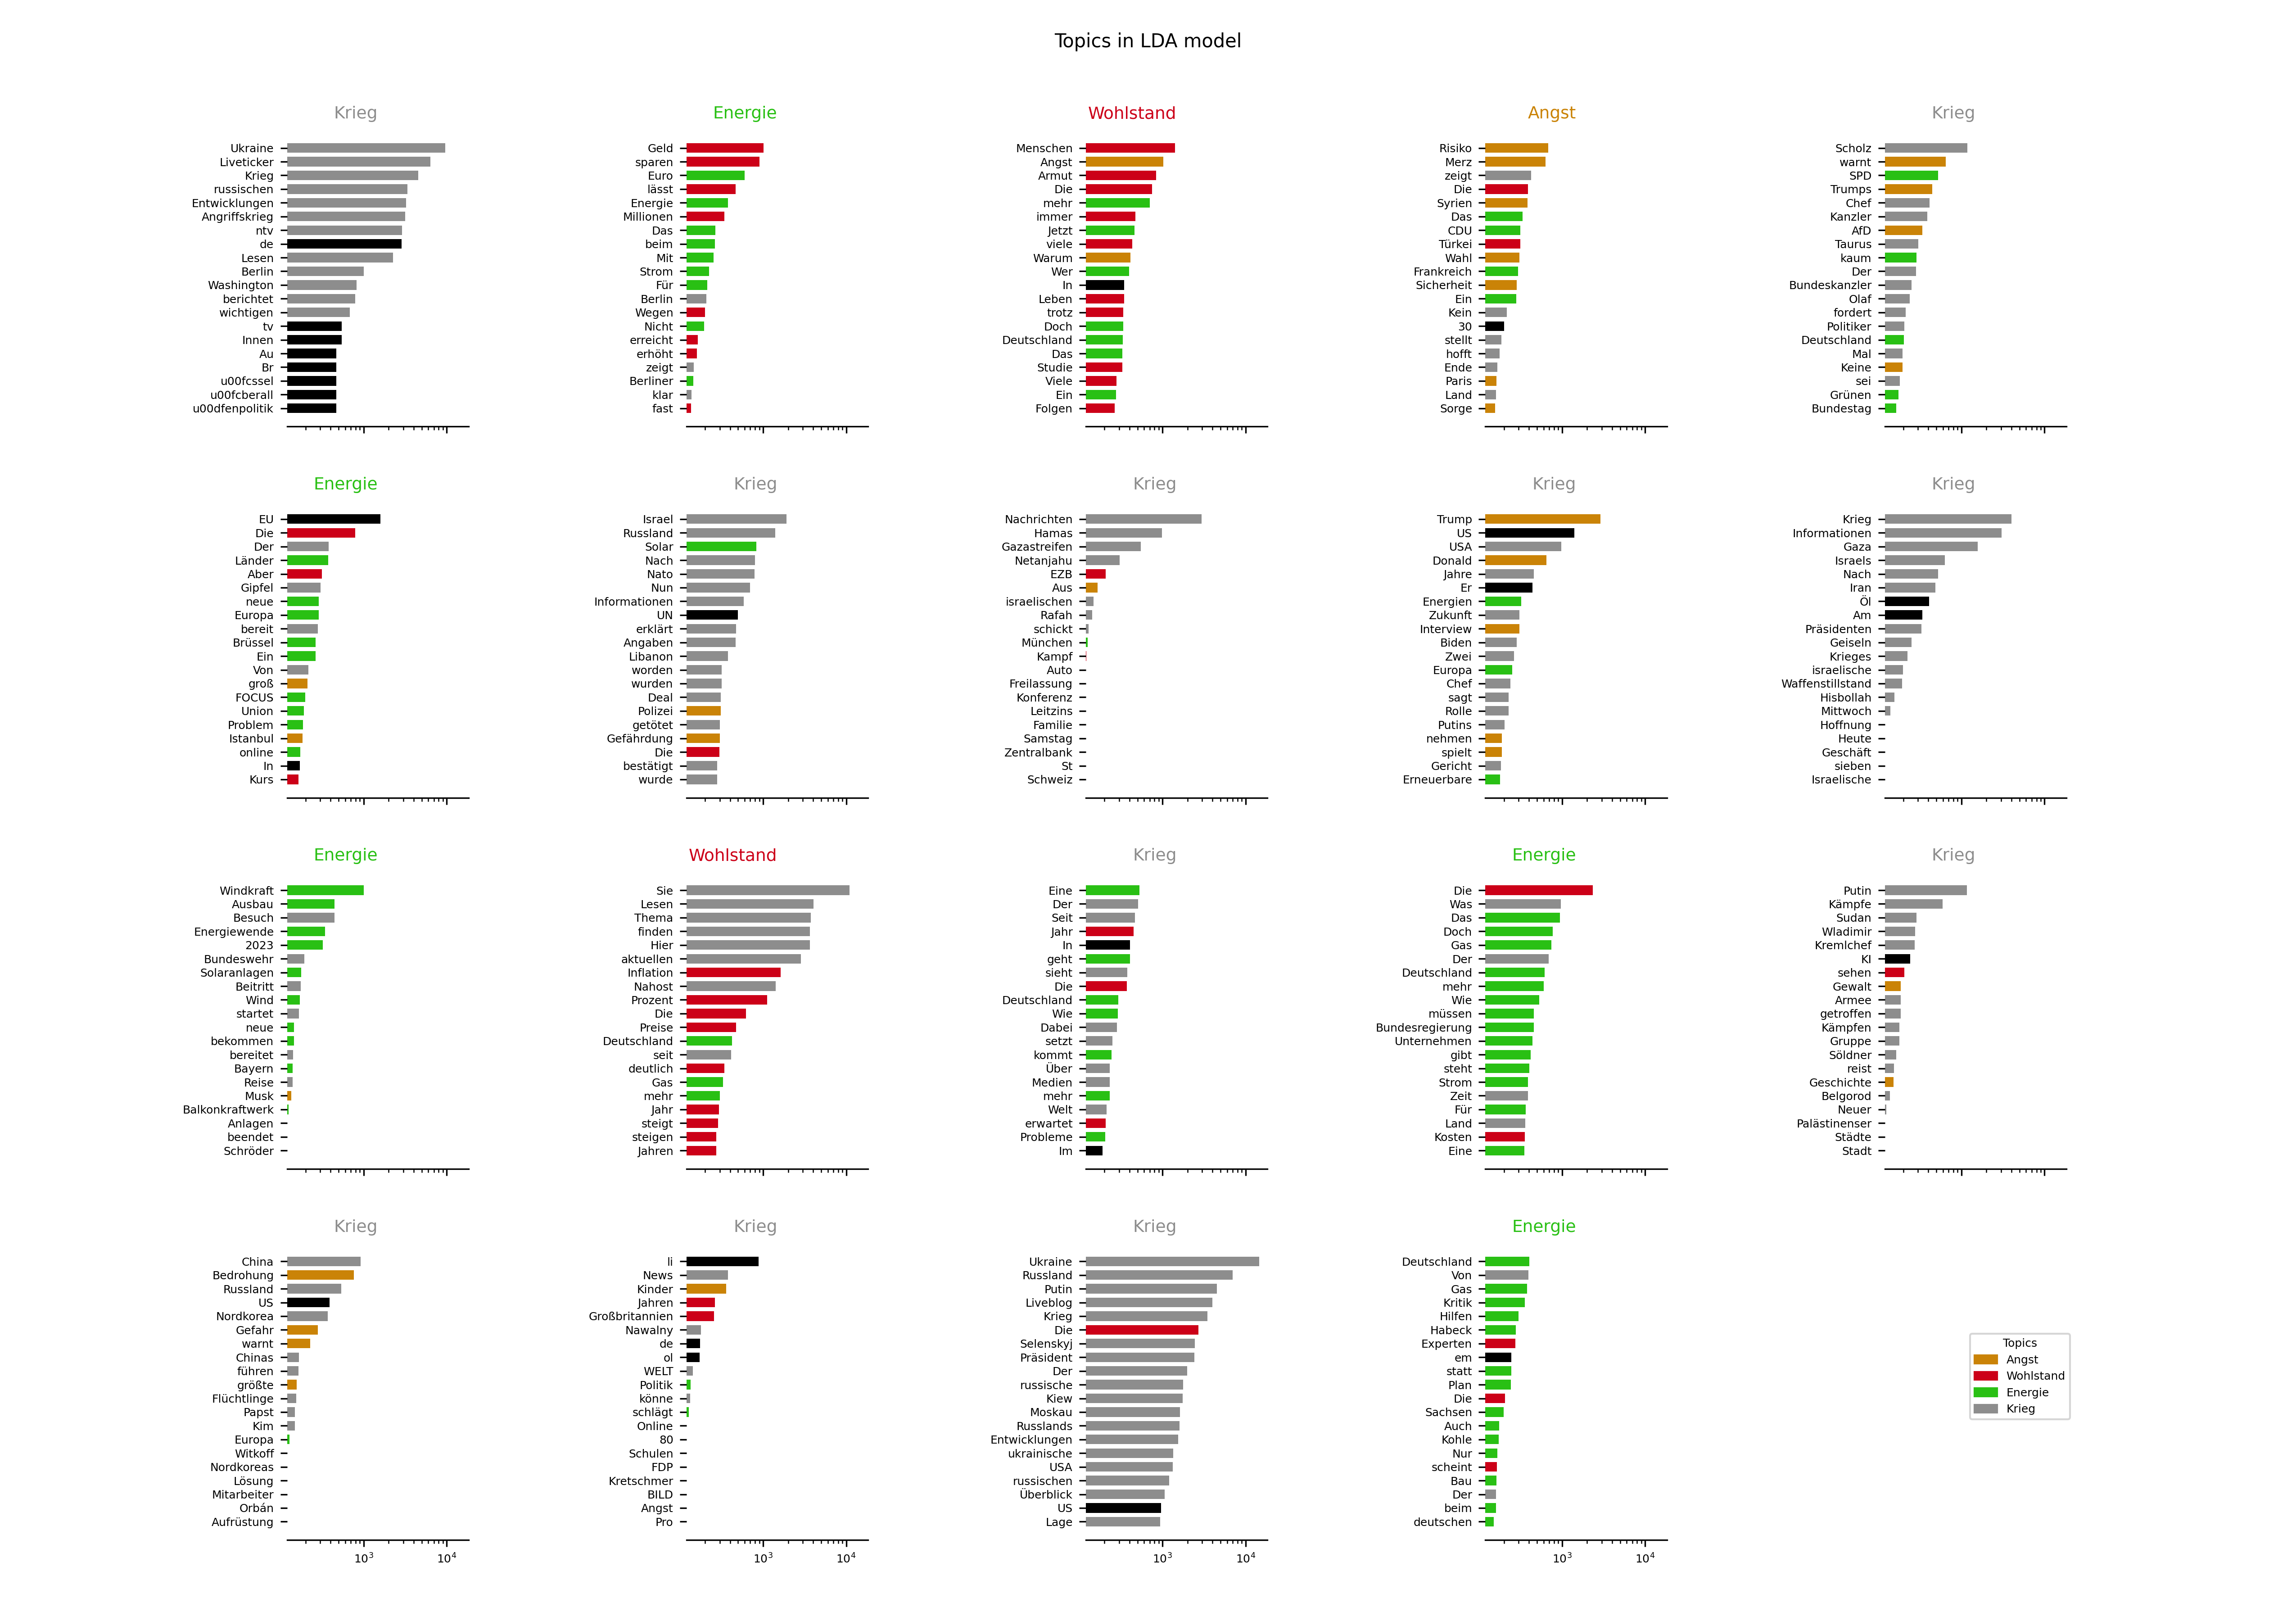 Topics in LDA model
Krieg
Ukraine
Liveticker
Krieg
russischen
Entwicklungen
Angriffskrieg
ntv
de
Lesen
Berlin
Washington
berichtet
wichtigen
tv
Innen
Au
Br
u00fcssel
u00fcberall
u00dfenpolitik
Energie
Geld
sparen
Euro
lässt
Energie
Millionen
Das
beim
Mit
Strom
Für
Berlin
Wegen
Nicht
erreicht
erhöht
zeigt
Berliner
klar
fast
Wohlstand
Menschen
Angst
Armut
Die
mehr
immer
Jetzt
viele
Warum
Wer
In
Leben
trotz
Doch
Deutschland
Das
Studie
Viele
Ein
Folgen
Angst
Risiko
Merz
zeigt
Die
Syrien
Das
CDU
Türkei
Wahl
Frankreich
Sicherheit
Ein
Kein
30
stellt
hofft
Ende
Paris
Land
Sorge
Krieg
Scholz
warnt
SPD
Trumps
Chef
Kanzler
AfD
Taurus
kaum
Der
Bundeskanzler
Olaf
fordert
Politiker
Deutschland
Mal
Keine
sei
Grünen
Bundestag
Energie
EU
Die
Der
Länder
Aber
Gipfel
neue
Europa
bereit
Brüssel
Ein
Von
groß
FOCUS
Union
Problem
Istanbul
online
In
Kurs
Krieg
Israel
Russland
Solar
Nach
Nato
Nun
Informationen
UN
erklärt
Angaben
Libanon
worden
wurden
Deal
Polizei
getötet
Gefährdung
Die
bestätigt
wurde
Krieg
Nachrichten
Hamas
Gazastreifen
Netanjahu
EZB
Aus
israelischen
Rafah
schickt
München
Kampf
Auto
Freilassung
Konferenz
Leitzins
Familie
Samstag
Zentralbank
St
Schweiz
Krieg
Trump
US
USA
Donald
Jahre
Er
Energien
Zukunft
Interview
Biden
Zwei
Europa
Chef
sagt
Rolle
Putins
nehmen
spielt
Gericht
Erneuerbare
Krieg
Krieg
Informationen
Gaza
Israels
Nach
Iran
Öl
Am
Präsidenten
Geiseln
Krieges
israelische
Waffenstillstand
Hisbollah
Mittwoch
Hoffnung
Heute
Geschäft
sieben
Israelische
Energie
Windkraft
Ausbau
Besuch
Energiewende
2023
Bundeswehr
Solaranlagen
Beitritt
Wind
startet
neue
bekommen
bereitet
Bayern
Reise
Musk
Balkonkraftwerk
Anlagen
beendet
Schröder
Wohlstand
Sie
Lesen
Thema
finden
Hier
aktuellen
Inflation
Nahost
Prozent
Die
Preise
Deutschland
seit
deutlich
Gas
mehr
Jahr
steigt
steigen
Jahren
Krieg
Eine
Der
Seit
Jahr
In
geht
sieht
Die
Deutschland
Wie
Dabei
setzt
kommt
Über
Medien
mehr
Welt
erwartet
Probleme
Im
Energie
Die
Was
Das
Doch
Gas
Der
Deutschland
mehr
Wie
müssen
Bundesregierung
Unternehmen
gibt
steht
Strom
Zeit
Für
Land
Kosten
Eine
Krieg
Putin
Kämpfe
Sudan
Wladimir
Kremlchef
KI
sehen
Gewalt
Armee
getroffen
Kämpfen
Gruppe
Söldner
reist
Geschichte
Belgorod
Neuer
Palästinenser
Städte
Stadt
Krieg
China
Bedrohung
Russland
US
Nordkorea
Gefahr
warnt
Chinas
führen
größte
Flüchtlinge
Papst
Kim
Europa
Witkoff
Nordkoreas
Lösung
Mitarbeiter
Orbán
Aufrüstung
10³ 10⁴
Krieg
li
News
Kinder
Jahren
Großbritannien
Nawalny
de
ol
WELT
Politik
könne
schlägt
Online
80
Schulen
FDP
Kretschmer
BILD
Angst
Pro
10³ 10⁴
Krieg
Ukraine
Russland
Putin
Liveblog
Krieg
Die
Selenskyj
Präsident
Der
russische
Kiew
Moskau
Russlands
Entwicklungen
ukrainische
USA
russischen
Überblick
US
Lage
10³ 10⁴
Energie
Deutschland
Von
Gas
Kritik
Hilfen
Habeck
Experten
em
statt
Plan
Die
Sachsen
Auch
Kohle
Nur
scheint
Bau
Der
beim
deutschen
10³ 10⁴
Topics
Angst
Wohlstand
Energie
Krieg